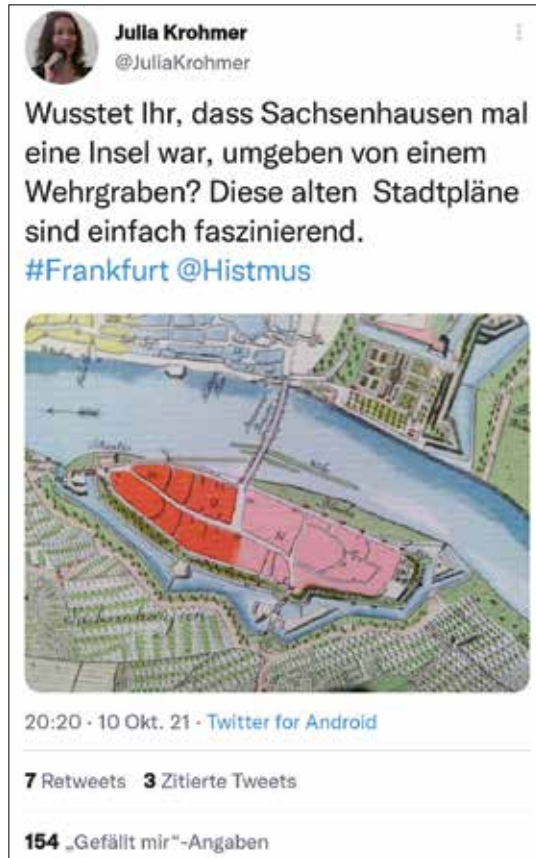 Julia Krohmer
@JuliaKrohmer
Wusstet Ihr, dass Sachsenhausen mal
eine Insel war, umgeben von einem
Wehrgraben? Diese alten Stadtpläne
sind einfach faszinierend.
#Frankfurt @Histmus
Sachsenhausen
20:20 · 10 Okt. 21 · Twitter for Android
7 Retweets 3 Zitierte Tweets
154 „Gefällt mir"-Angaben